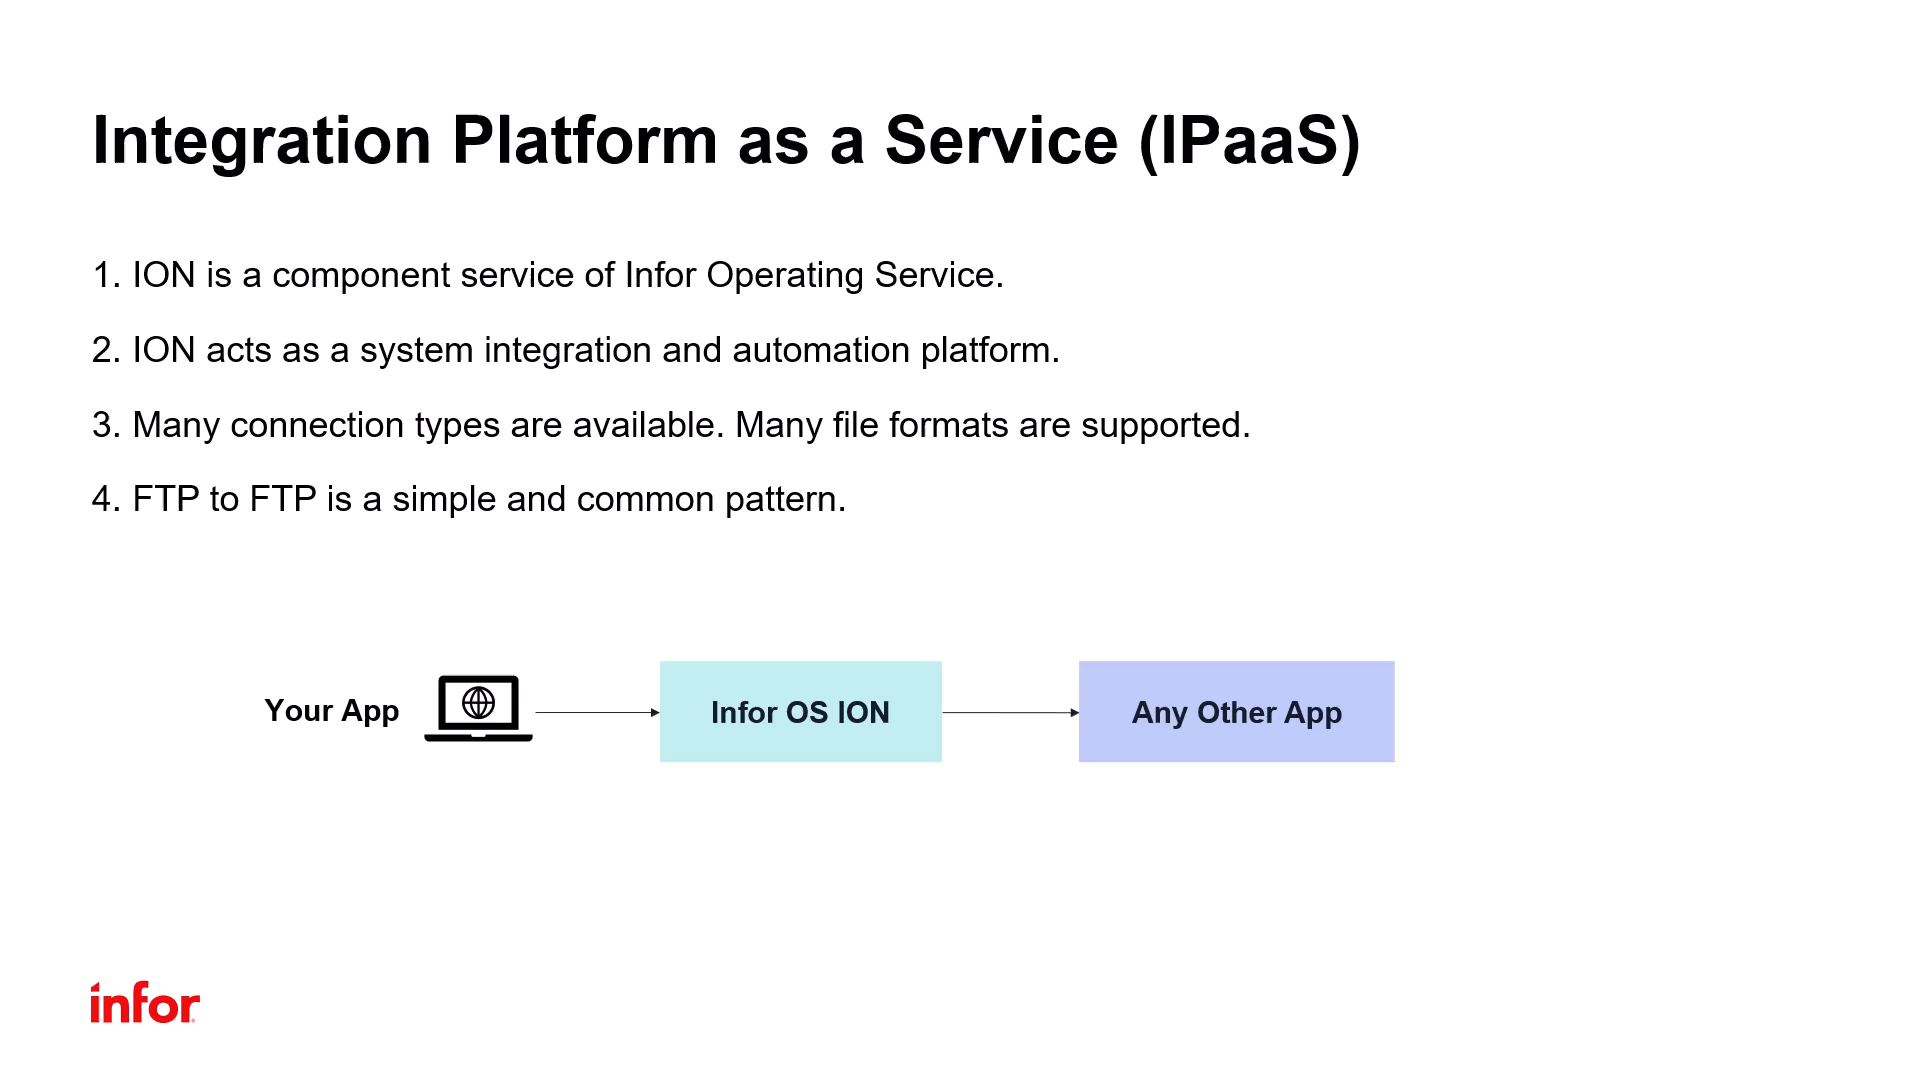 Integration Platform as a Service (IPaaS)
1. ION is a component service of Infor Operating Service.
2. ION acts as a system integration and automation platform.
3. Many connection types are available. Many file formats are supported.
4. FTP to FTP is a simple and common pattern.
Your App
Infor OS ION
Any Other App
infor